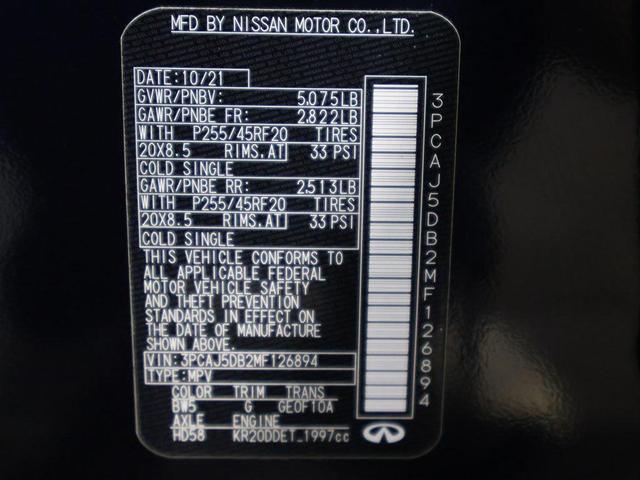 MFD BY NISSAN MOTOR CO.,LTD.
DATE:10/21
GVWR/PNBV: 5,075LB
GAWR/PNBE FR: 2,822LB
WITH P255/45RF20 TIRES
20X8.5 RIMS.AT 33 PSI
COLD SINGLE
GAWR/PNBE RR: 2,513LB
WITH P255/45RF20 TIRES
20X8.5 RIMS.AT 33 PSI
COLD SINGLE
THIS VEHICLE CONFORMS TO
ALL APPLICABLE FEDERAL
MOTOR VEHICLE SAFETY
AND THEFT PREVENTION
STANDARDS IN EFFECT ON
THE DATE OF MANUFACTURE
SHOWN ABOVE.
VIN:3PCAJ5DB2MF126894
TYPE:MPV
COLOR TRIM TRANS
BW5 G GE0F10A
AXLE ENGINE
HD58 KR20DDET_1997cc
3PCAJ5DB2MF126894